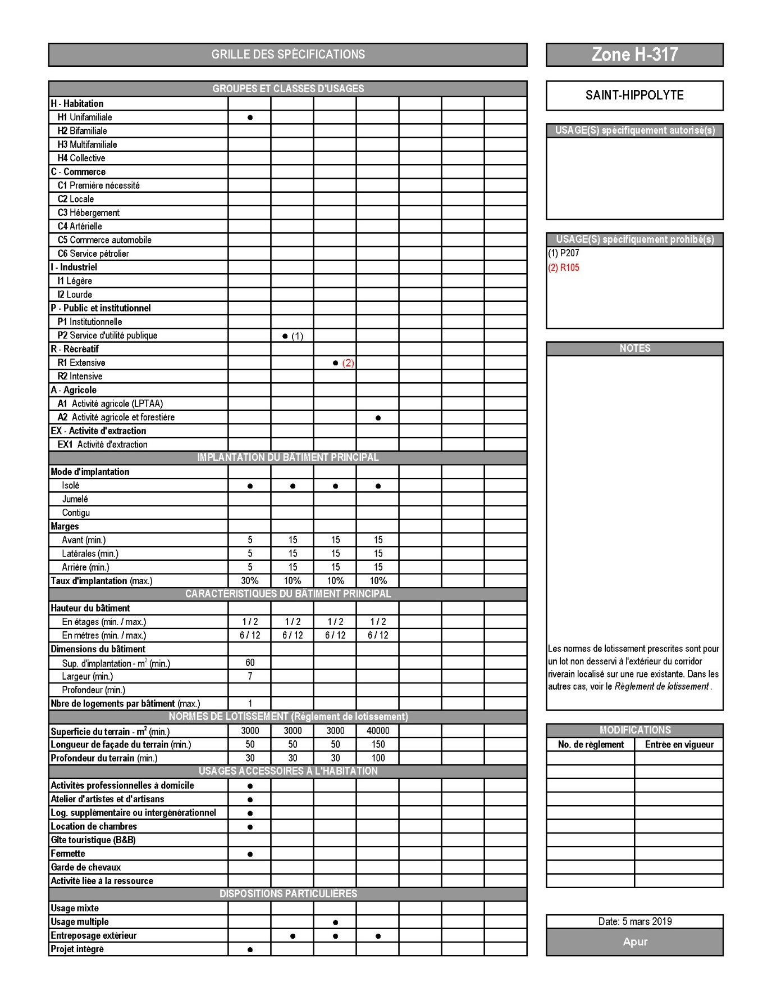 GRILLE DES SPÉCIFICATIONS
Zone H-317
GROUPES ET CLASSES D'USAGES
H - Habitation
H1 Unifamiliale ●
H2 Bifamiliale
H3 Multifamiliale
H4 Collective
C - Commerce
C1 Première nécessité
C2 Locale
C3 Hébergement
C4 Artérielle
C5 Commerce automobile
C6 Service pétrolier
I - Industriel
I1 Légère
I2 Lourde
P - Public et institutionnel
P1 Institutionnelle
P2 Service d'utilité publique ● (1)
R - Récréatif
R1 Extensive ● (2)
R2 Intensive
A - Agricole
A1 Activité agricole (LPTAA)
A2 Activité agricole et forestière ●
EX - Activité d'extraction
EX1 Activité d'extraction
IMPLANTATION DU BÂTIMENT PRINCIPAL
Mode d'implantation
Isolé ● ● ● ●
Jumelé
Contigu
Marges
Avant (min.) 5 15 15 15
Latérales (min.) 5 15 15 15
Arrière (min.) 5 15 15 15
Taux d'implantation (max.) 30% 10% 10% 10%
CARACTÉRISTIQUES DU BÂTIMENT PRINCIPAL
Hauteur du bâtiment
En étages (min. / max.) 1 / 2 1 / 2 1 / 2 1 / 2
En mètres (min. / max.) 6 / 12 6 / 12 6 / 12 6 / 12
Dimensions du bâtiment
Sup. d'implantation - m² (min.) 60
Largeur (min.) 7
Profondeur (min.)
Nbre de logements par bâtiment (max.) 1
NORMES DE LOTISSEMENT (Règlement de lotissement)
Superficie du terrain - m² (min.) 3000 3000 3000 40000
Longueur de façade du terrain (min.) 50 50 50 150
Profondeur du terrain (min.) 30 30 30 100
USAGES ACCESSOIRES À L'HABITATION
Activités professionnelles à domicile ●
Atelier d'artistes et d'artisans ●
Log. supplémentaire ou intergénérationnel ●
Location de chambres ●
Gîte touristique (B&B)
Fermette ●
Garde de chevaux
Activité liée à la ressource
DISPOSITIONS PARTICULIÈRES
Usage mixte
Usage multiple ●
Entreposage extérieur ● ● ●
Projet intégré ●
SAINT-HIPPOLYTE
USAGE(S) spécifiquement autorisé(s)
USAGE(S) spécifiquement prohibé(s)
(1) P207
(2) R105
NOTES
Les normes de lotissement prescrites sont pour
un lot non desservi à l'extérieur du corridor
riverain localisé sur une rue existante. Dans les
autres cas, voir le Règlement de lotissement.
MODIFICATIONS
No. de règlement Entrée en vigueur
Date: 5 mars 2019
Apur